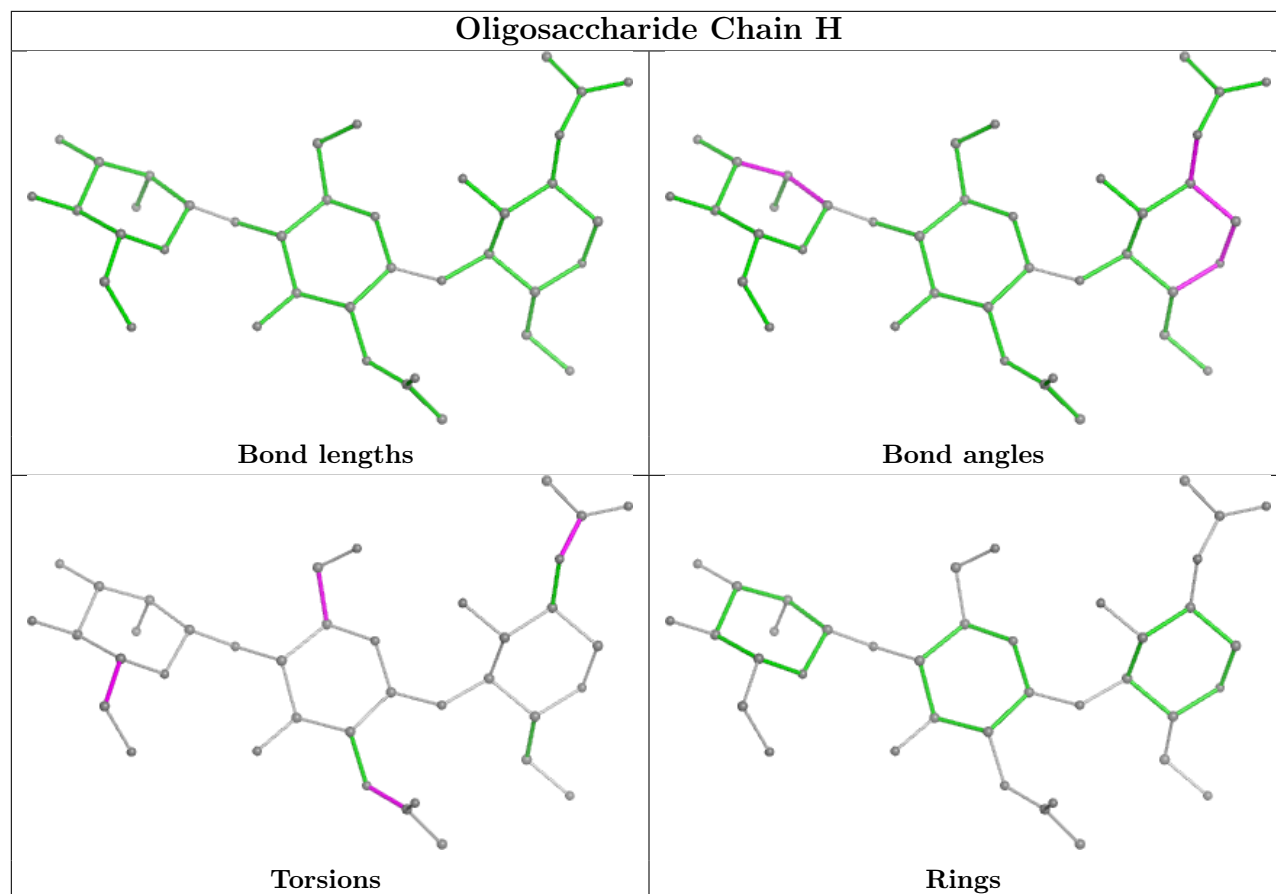 Oligosaccharide Chain H
Bond lengths
Bond angles
Torsions
Rings